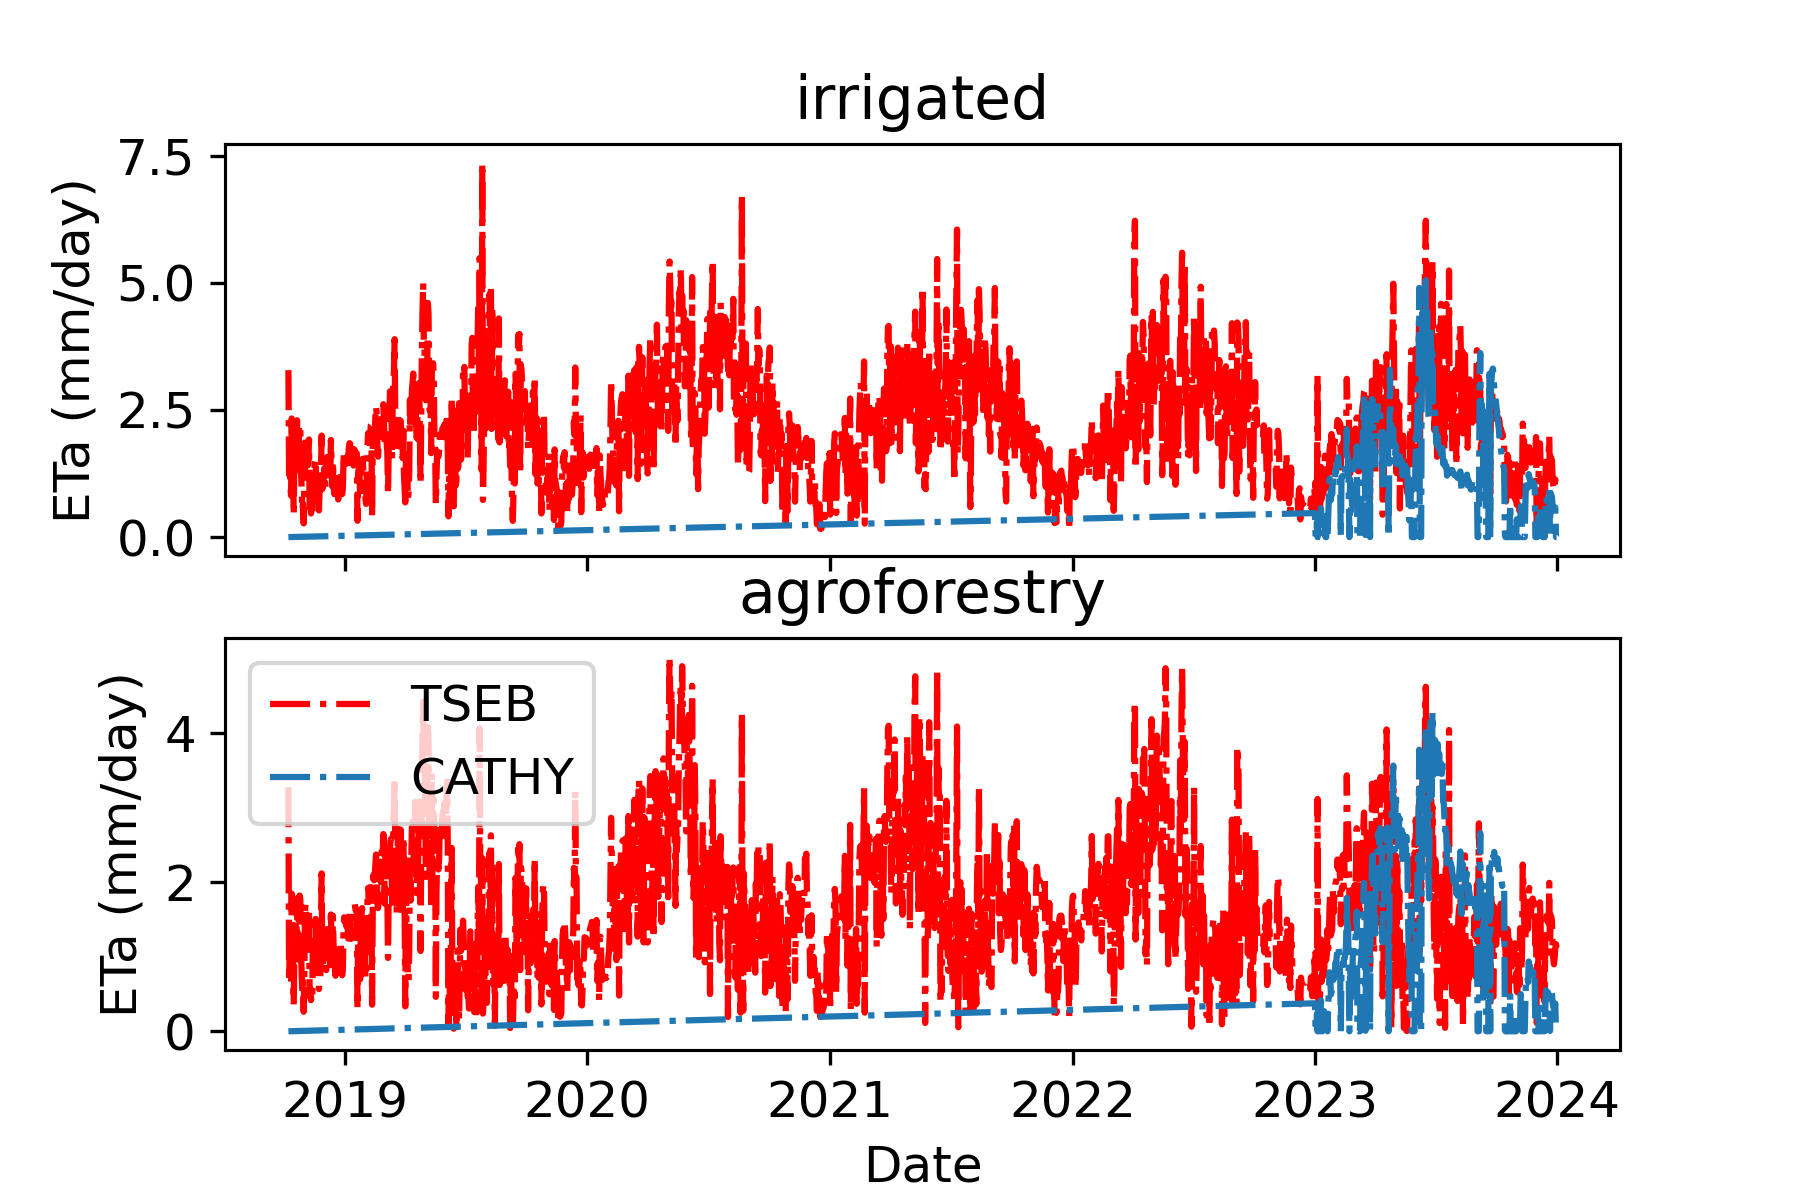 irrigated
ETa (mm/day)
7.5
5.0
2.5
0.0
agroforestry
ETa (mm/day)
4
2
0
TSEB
CATHY
2019 2020 2021 2022 2023 2024
Date